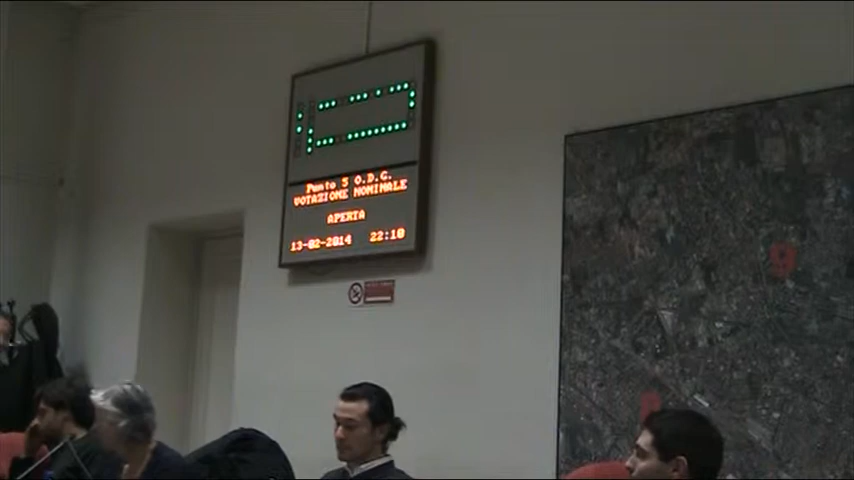 Punto 5 O.D.G.
VOTAZIONE NOMINALE
APERTA
13-02-2014 22:10